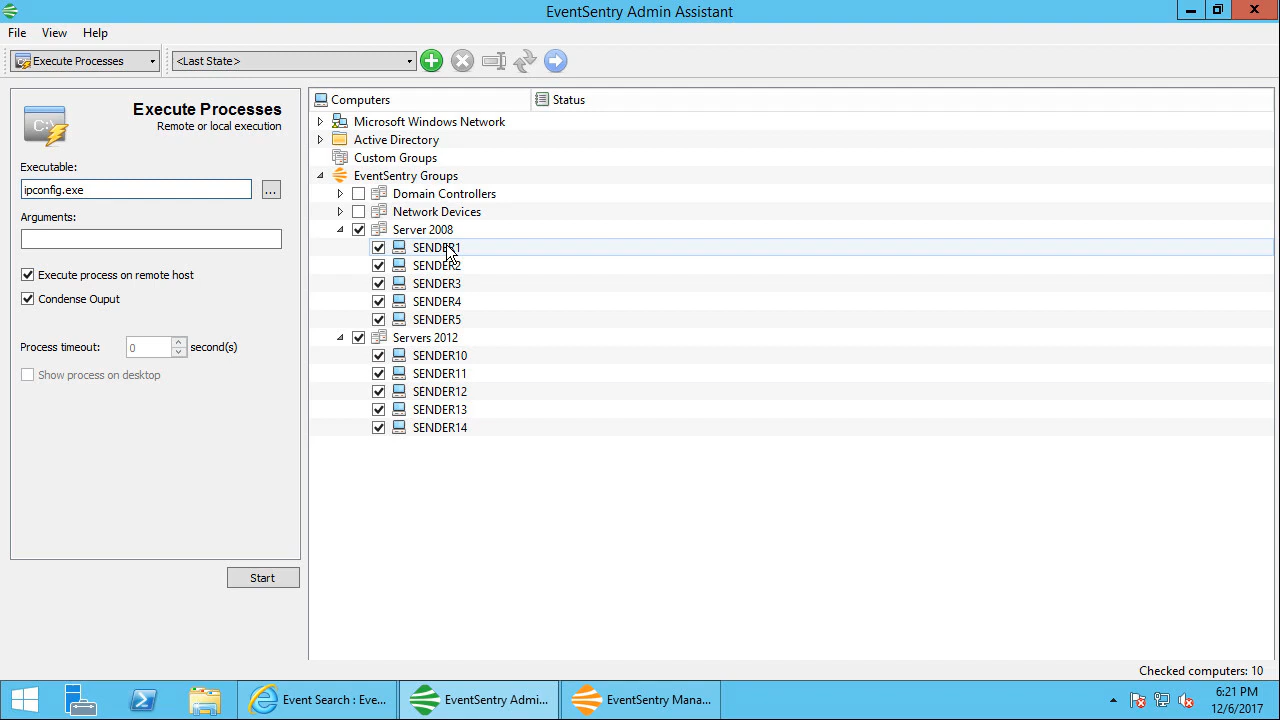 EventSentry Admin Assistant
File View Help
Execute Processes <Last State>
Execute Processes
Remote or local execution
C:\
Executable:
ipconfig.exe ...
Arguments:
Execute process on remote host
Condense Ouput
Process timeout: 0 second(s)
Show process on desktop
Start
Computers Status
Microsoft Windows Network
Active Directory
Custom Groups
EventSentry Groups
Domain Controllers
Network Devices
Server 2008
SENDER1
SENDER2
SENDER3
SENDER4
SENDER5
Servers 2012
SENDER10
SENDER11
SENDER12
SENDER13
SENDER14
Checked computers: 10
Event Search : Eve... EventSentry Admi... EventSentry Mana...
6:21 PM
12/6/2017